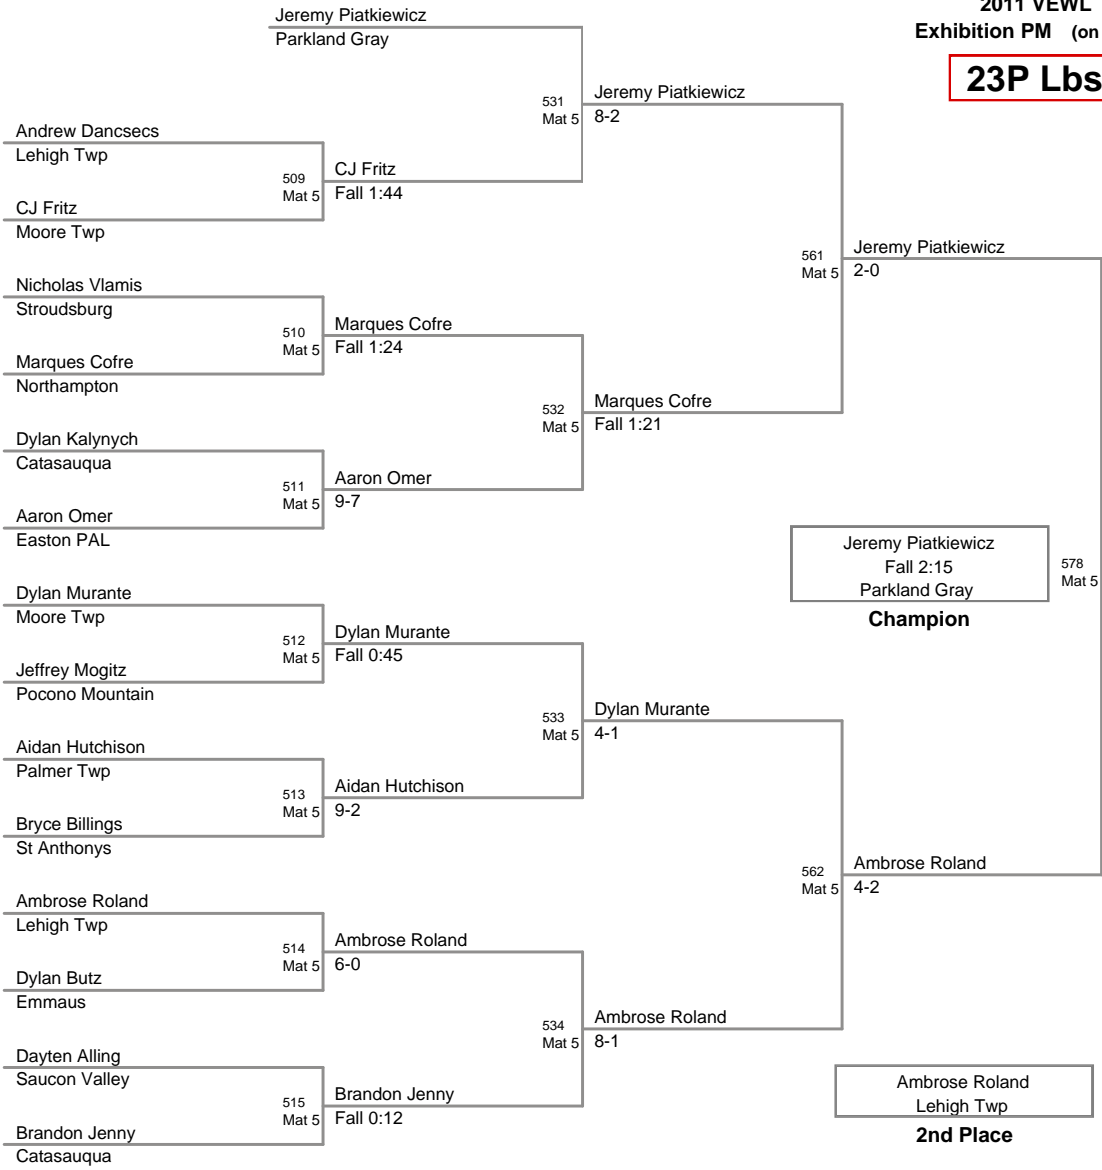 2011 VEWL
Exhibition PM (on
23P Lbs
Jeremy Piatkiewicz
Parkland Gray
531
Mat 5
Jeremy Piatkiewicz
8-2
Andrew Dancsecs
Lehigh Twp
509
Mat 5
CJ Fritz
Fall 1:44
CJ Fritz
Moore Twp
561
Mat 5
Jeremy Piatkiewicz
2-0
Nicholas Vlamis
Stroudsburg
510
Mat 5
Marques Cofre
Fall 1:24
Marques Cofre
Northampton
532
Mat 5
Marques Cofre
Fall 1:21
Dylan Kalynych
Catasauqua
511
Mat 5
Aaron Omer
9-7
Aaron Omer
Easton PAL
Jeremy Piatkiewicz
Fall 2:15
Parkland Gray
Champion
578
Mat 5
Dylan Murante
Moore Twp
512
Mat 5
Dylan Murante
Fall 0:45
Jeffrey Mogitz
Pocono Mountain
533
Mat 5
Dylan Murante
4-1
Aidan Hutchison
Palmer Twp
513
Mat 5
Aidan Hutchison
9-2
Bryce Billings
St Anthonys
562
Mat 5
Ambrose Roland
4-2
Ambrose Roland
Lehigh Twp
514
Mat 5
Ambrose Roland
6-0
Dylan Butz
Emmaus
534
Mat 5
Ambrose Roland
8-1
Dayten Alling
Saucon Valley
515
Mat 5
Brandon Jenny
Fall 0:12
Brandon Jenny
Catasauqua
Ambrose Roland
Lehigh Twp
2nd Place